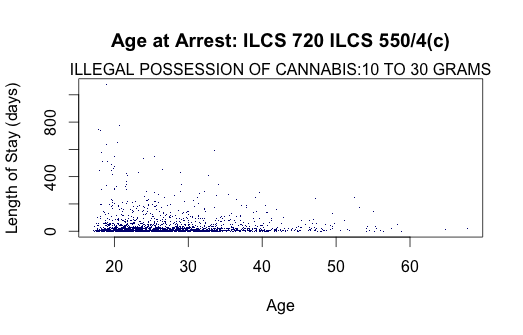 Age at Arrest: ILCS 720 ILCS 550/4(c)
ILLEGAL POSSESSION OF CANNABIS:10 TO 30 GRAMS
Length of Stay (days)
800
400
0
20 30 40 50 60
Age